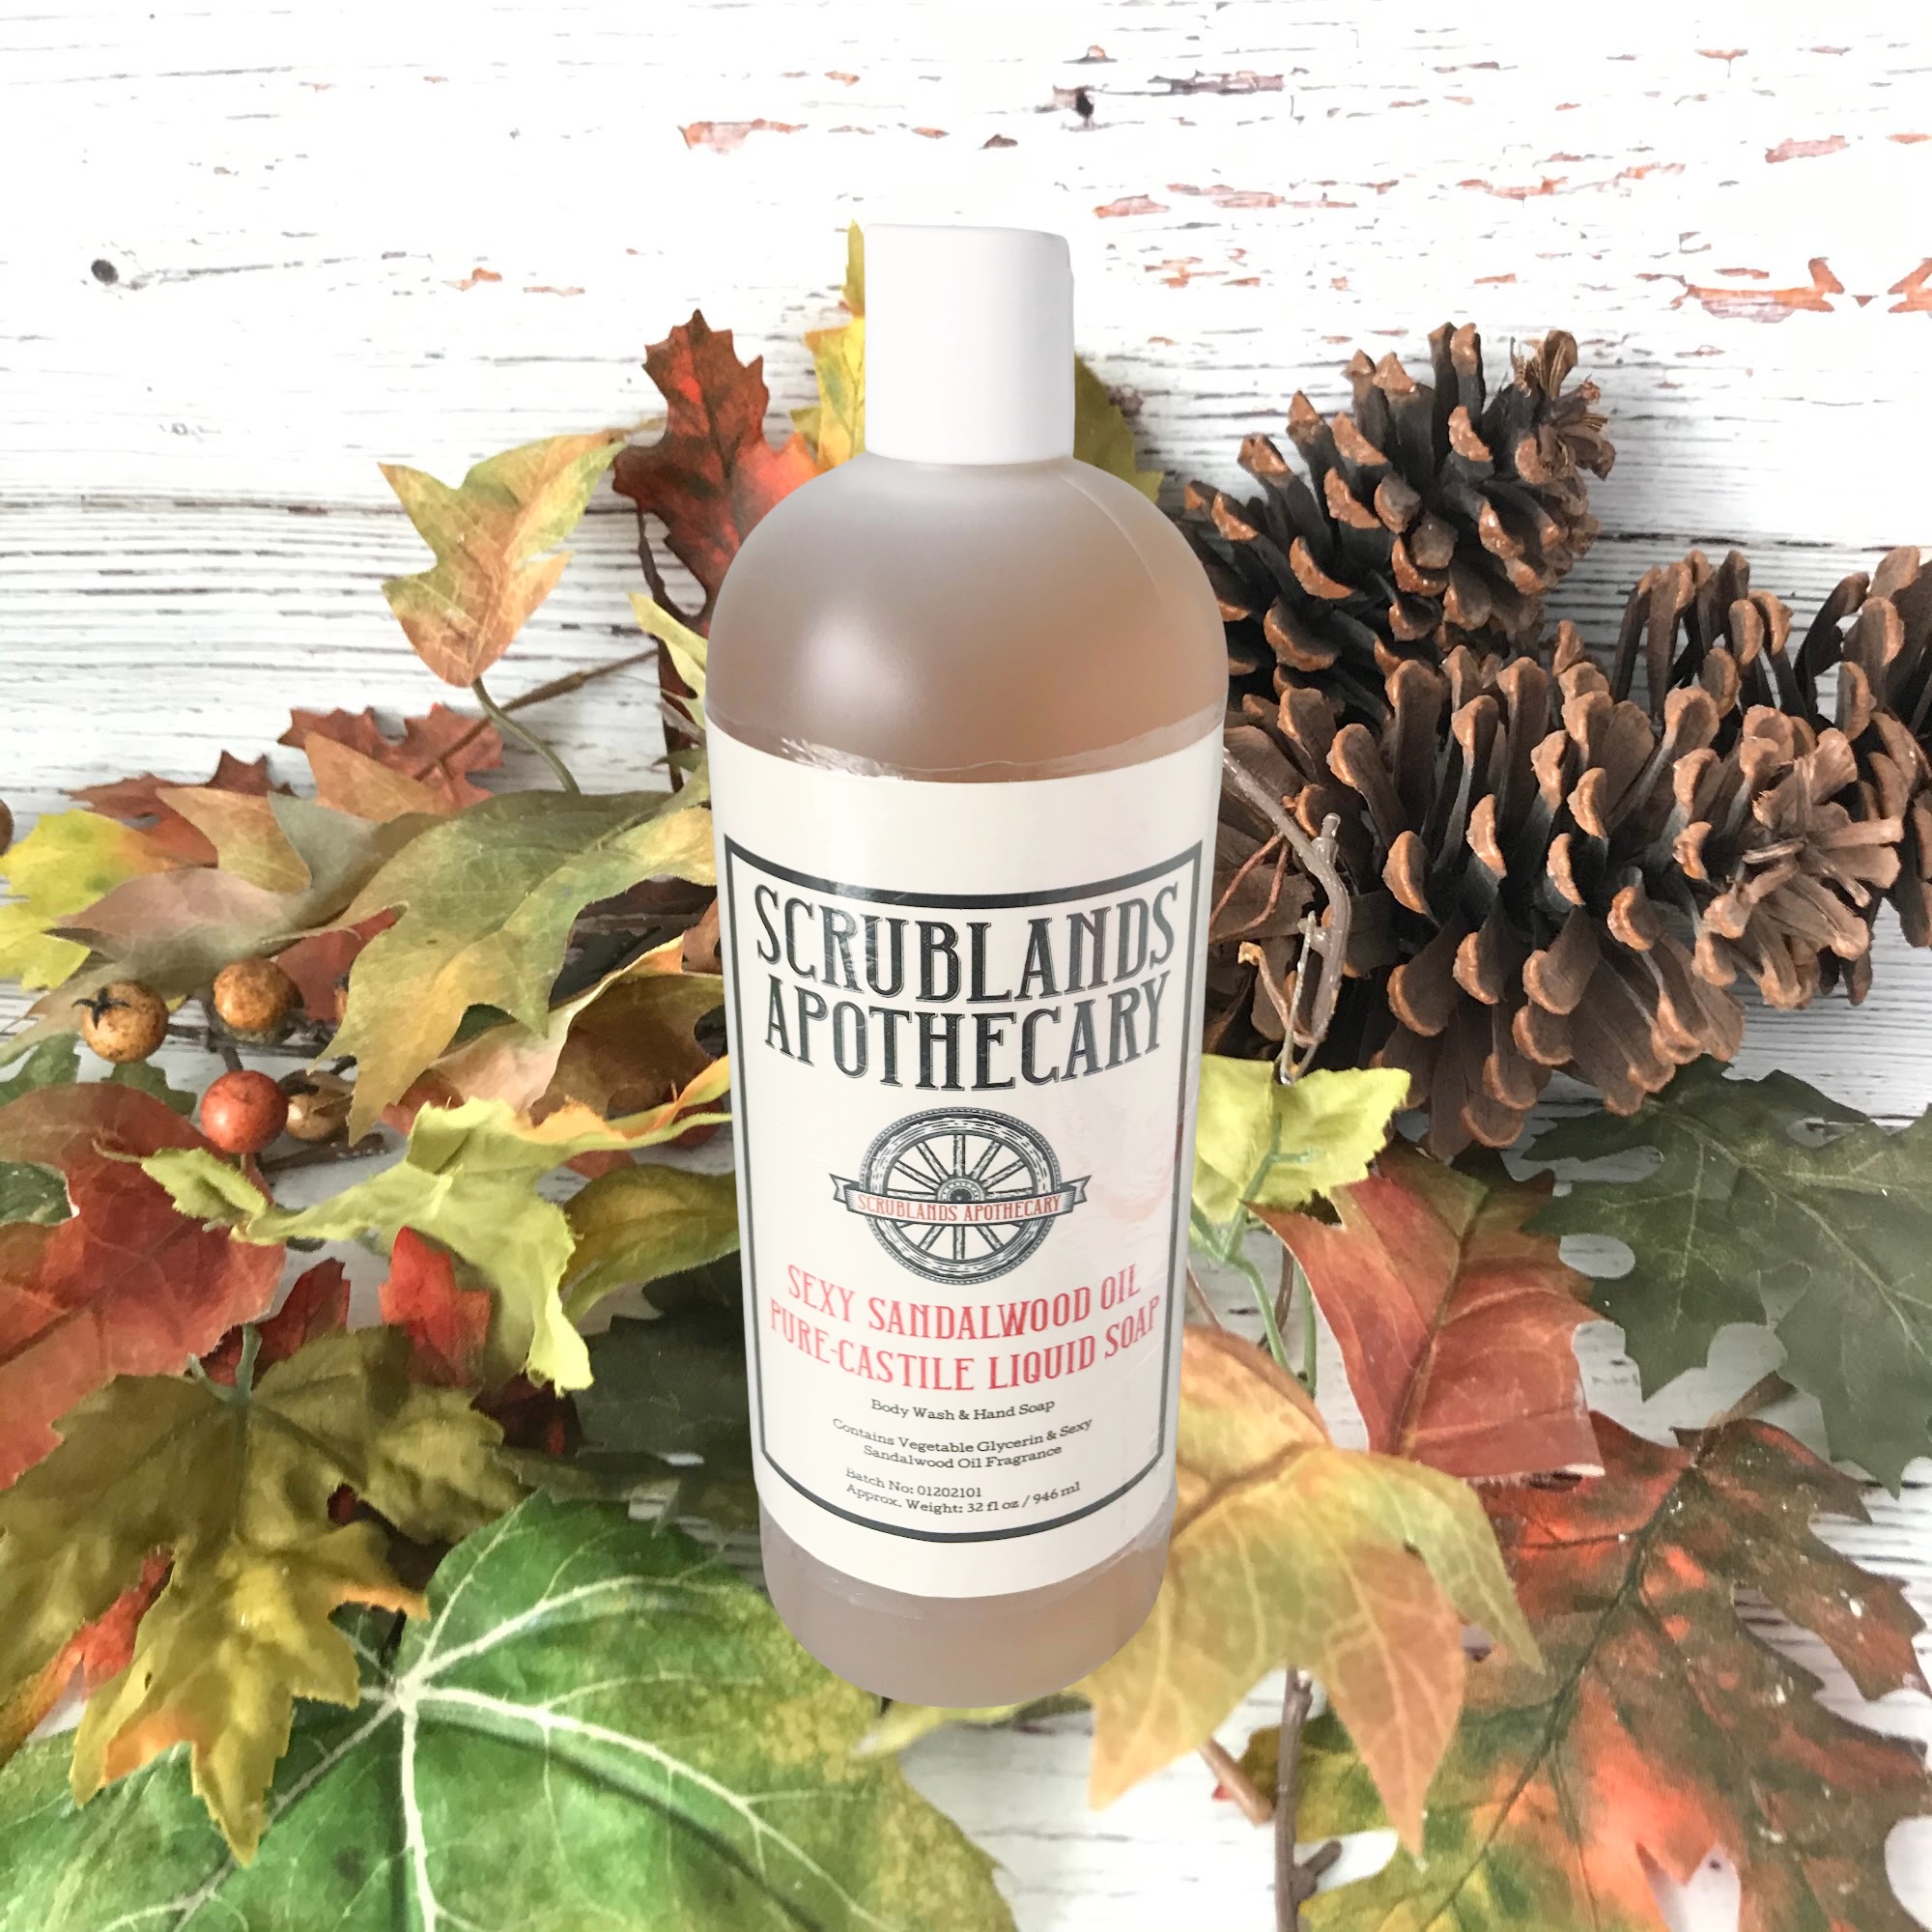 SCRUBLANDS
APOTHECARY
SCRUBLANDS APOTHECARY
SEXY SANDALWOOD OIL
PURE-CASTILE LIQUID SOAP
Body Wash & Hand Soap
Contains Vegetable Glycerin & Sexy
Sandalwood Oil Fragrance
Batch No: 01202101
Approx. Weight: 32 fl oz / 946 ml